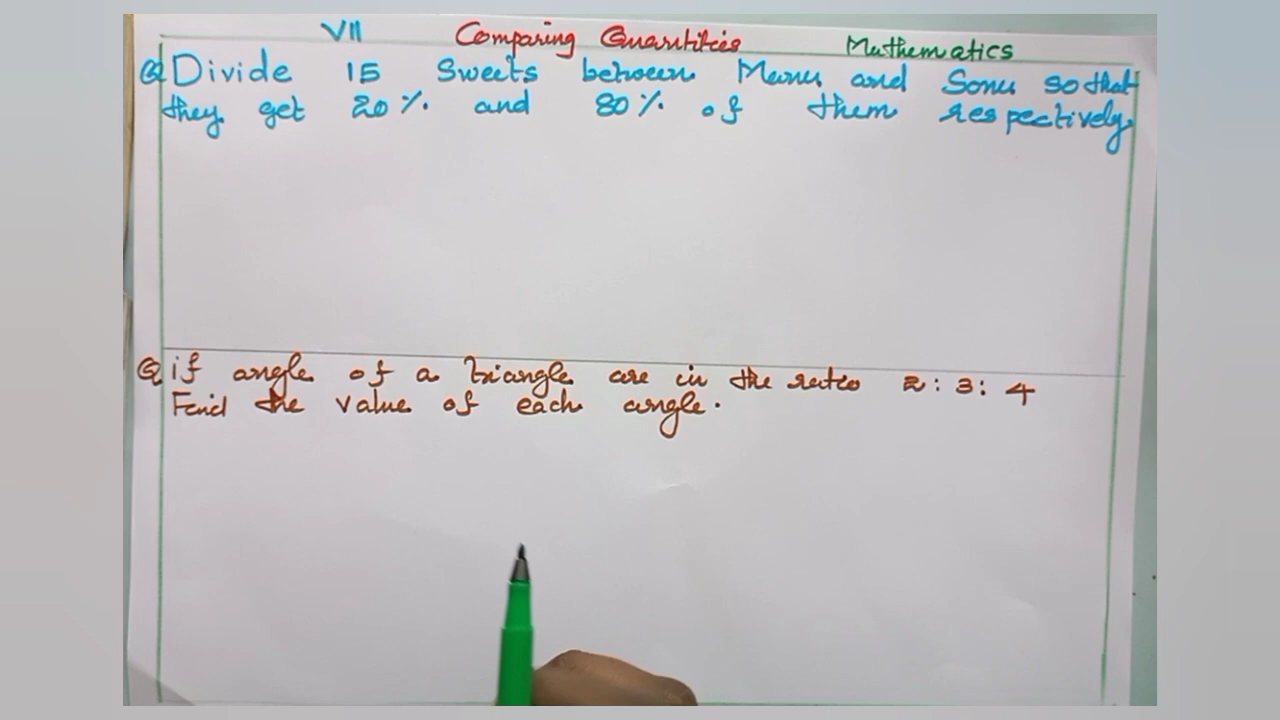 VII Comparing Quantities Mathematics
Q Divide 15 Sweets between Manu and Sonu so that
they get 20% and 80% of them respectively
Q if angle of a triangle are in the ratio 2:3:4
Find the value of each angle.